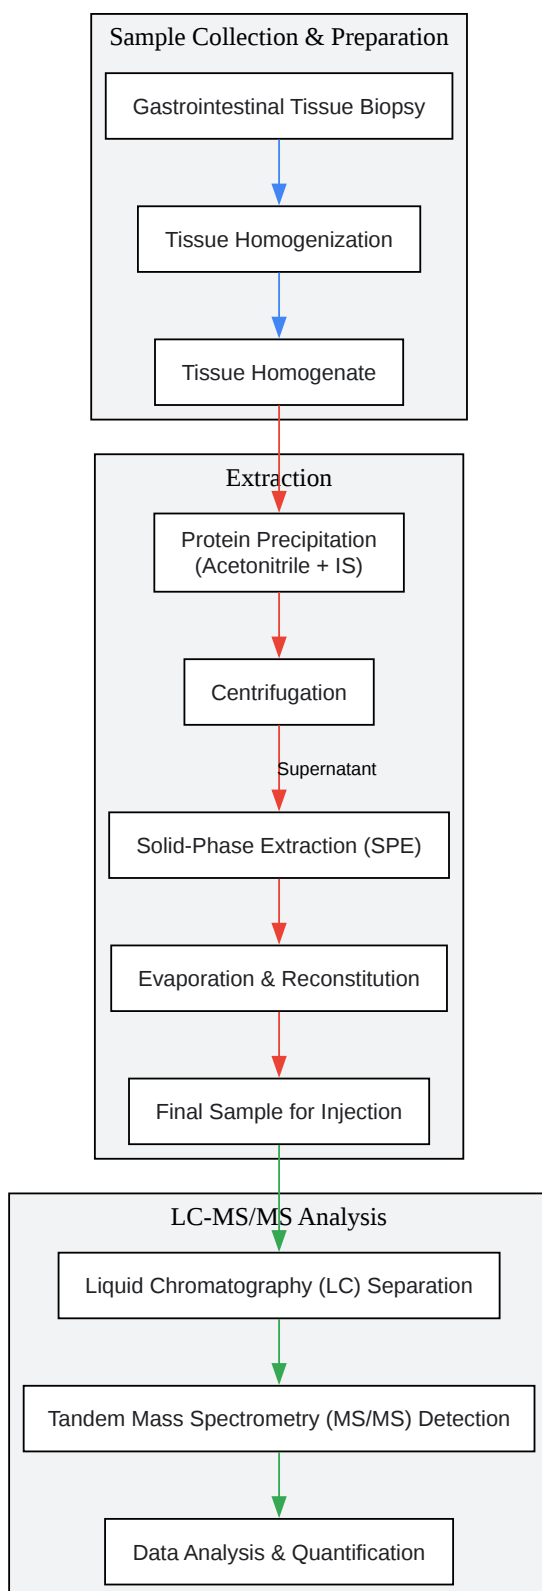 Sample Collection & Preparation
Gastrointestinal Tissue Biopsy
Tissue Homogenization
Tissue Homogenate
Extraction
Protein Precipitation
(Acetonitrile + IS)
Centrifugation
Supernatant
Solid-Phase Extraction (SPE)
Evaporation & Reconstitution
Final Sample for Injection
LC-MS/MS Analysis
Liquid Chromatography (LC) Separation
Tandem Mass Spectrometry (MS/MS) Detection
Data Analysis & Quantification